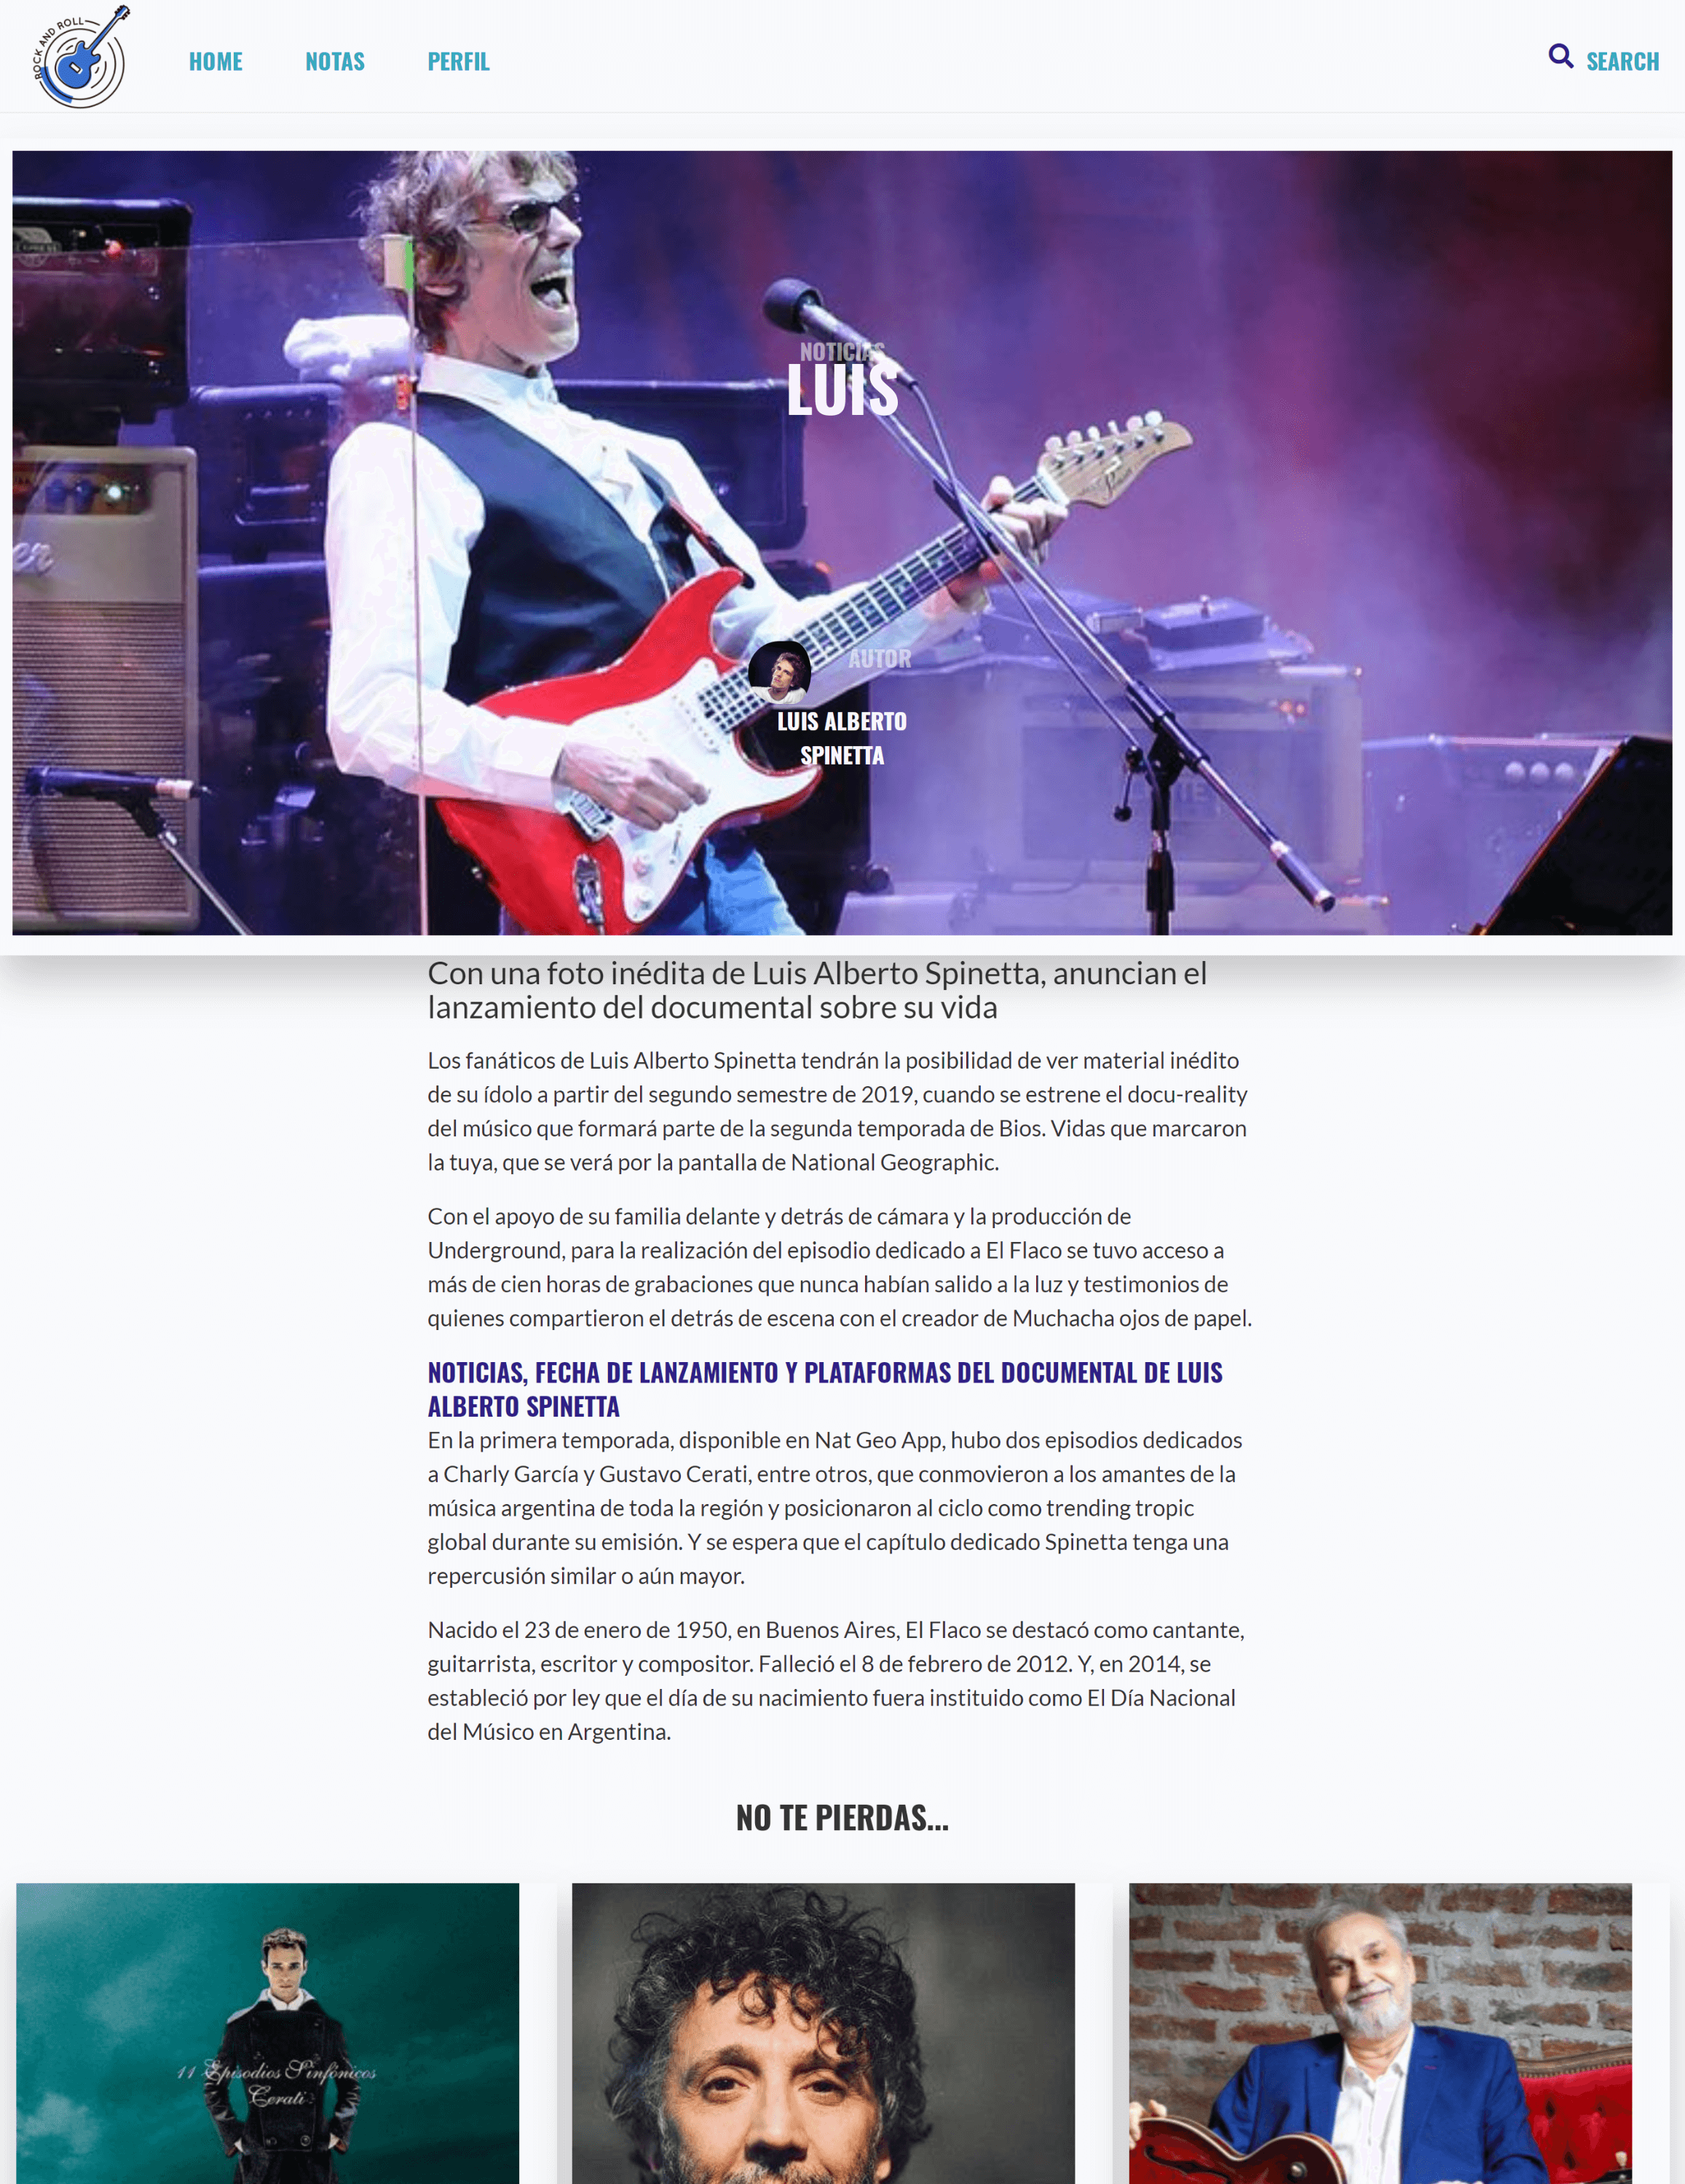 ROCK AND ROLL
HOME
NOTAS
PERFIL
SEARCH
NOTICIAS
LUIS
AUTOR
LUIS ALBERTO
SPINETTA
Con una foto inédita de Luis Alberto Spinetta, anuncian el
lanzamiento del documental sobre su vida
Los fanáticos de Luis Alberto Spinetta tendrán la posibilidad de ver material inédito
de su ídolo a partir del segundo semestre de 2019, cuando se estrene el docu-reality
del músico que formará parte de la segunda temporada de Bios. Vidas que marcaron
la tuya, que se verá por la pantalla de National Geographic.
Con el apoyo de su familia delante y detrás de cámara y la producción de
Underground, para la realización del episodio dedicado a El Flaco se tuvo acceso a
más de cien horas de grabaciones que nunca habían salido a la luz y testimonios de
quienes compartieron el detrás de escena con el creador de Muchacha ojos de papel.
NOTICIAS, FECHA DE LANZAMIENTO Y PLATAFORMAS DEL DOCUMENTAL DE LUIS
ALBERTO SPINETTA
En la primera temporada, disponible en Nat Geo App, hubo dos episodios dedicados
a Charly García y Gustavo Cerati, entre otros, que conmovieron a los amantes de la
música argentina de toda la región y posicionaron al ciclo como trending tropic
global durante su emisión. Y se espera que el capítulo dedicado Spinetta tenga una
repercusión similar o aún mayor.
Nacido el 23 de enero de 1950, en Buenos Aires, El Flaco se destacó como cantante,
guitarrista, escritor y compositor. Falleció el 8 de febrero de 2012. Y, en 2014, se
estableció por ley que el día de su nacimiento fuera instituido como El Día Nacional
del Músico en Argentina.
NO TE PIERDAS...
11 Episodios Sinfónicos
Cerati